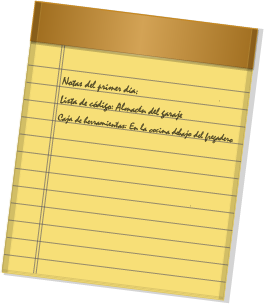 Notas del primer día:
Lista de código: Almacén del garaje
Caja de herramientas: En la cocina debajo del fregadero